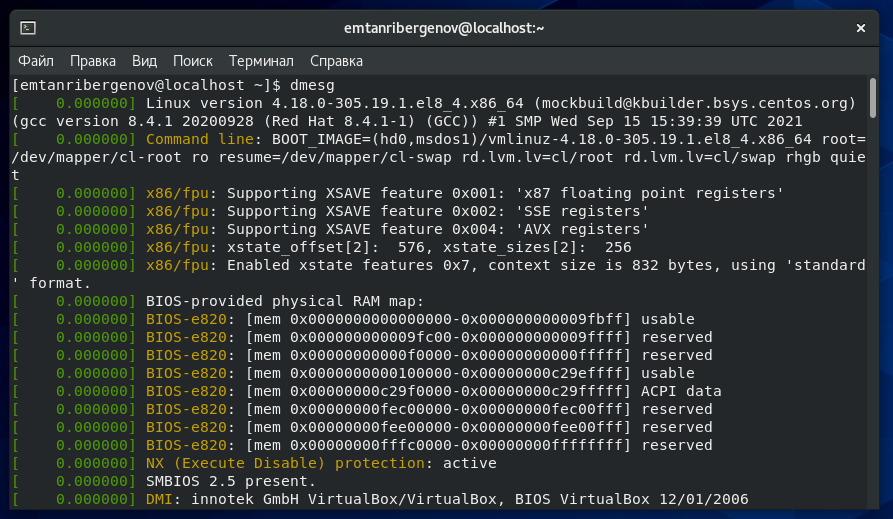 emtanribergenov@localhost:~
Файл Правка Вид Поиск Терминал Справка
[emtanribergenov@localhost ~]$ dmesg
[    0.000000] Linux version 4.18.0-305.19.1.el8_4.x86_64 (mockbuild@kbuilder.bsys.centos.org)
(gcc version 8.4.1 20200928 (Red Hat 8.4.1-1) (GCC)) #1 SMP Wed Sep 15 15:39:39 UTC 2021
[    0.000000] Command line: BOOT_IMAGE=(hd0,msdos1)/vmlinuz-4.18.0-305.19.1.el8_4.x86_64 root=
/dev/mapper/cl-root ro resume=/dev/mapper/cl-swap rd.lvm.lv=cl/root rd.lvm.lv=cl/swap rhgb quie
t
[    0.000000] x86/fpu: Supporting XSAVE feature 0x001: 'x87 floating point registers'
[    0.000000] x86/fpu: Supporting XSAVE feature 0x002: 'SSE registers'
[    0.000000] x86/fpu: Supporting XSAVE feature 0x004: 'AVX registers'
[    0.000000] x86/fpu: xstate_offset[2]:  576, xstate_sizes[2]:  256
[    0.000000] x86/fpu: Enabled xstate features 0x7, context size is 832 bytes, using 'standard
' format.
[    0.000000] BIOS-provided physical RAM map:
[    0.000000] BIOS-e820: [mem 0x0000000000000000-0x000000000009fbff] usable
[    0.000000] BIOS-e820: [mem 0x000000000009fc00-0x000000000009ffff] reserved
[    0.000000] BIOS-e820: [mem 0x00000000000f0000-0x00000000000fffff] reserved
[    0.000000] BIOS-e820: [mem 0x0000000000100000-0x00000000c29effff] usable
[    0.000000] BIOS-e820: [mem 0x00000000c29f0000-0x00000000c29fffff] ACPI data
[    0.000000] BIOS-e820: [mem 0x00000000fec00000-0x00000000fec00fff] reserved
[    0.000000] BIOS-e820: [mem 0x00000000fee00000-0x00000000fee00fff] reserved
[    0.000000] BIOS-e820: [mem 0x00000000fffc0000-0x00000000ffffffff] reserved
[    0.000000] NX (Execute Disable) protection: active
[    0.000000] SMBIOS 2.5 present.
[    0.000000] DMI: innotek GmbH VirtualBox/VirtualBox, BIOS VirtualBox 12/01/2006